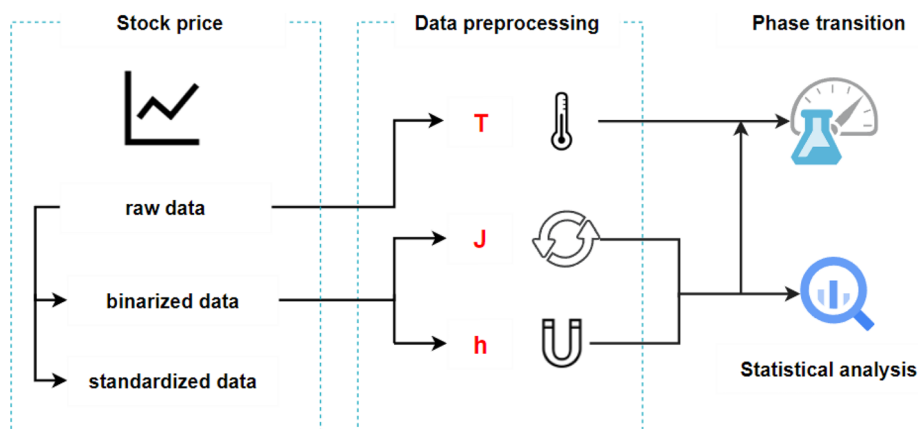 Stock price
Data preprocessing
Phase transition
T
raw data
J
binarized data
h
standardized data
Statistical analysis